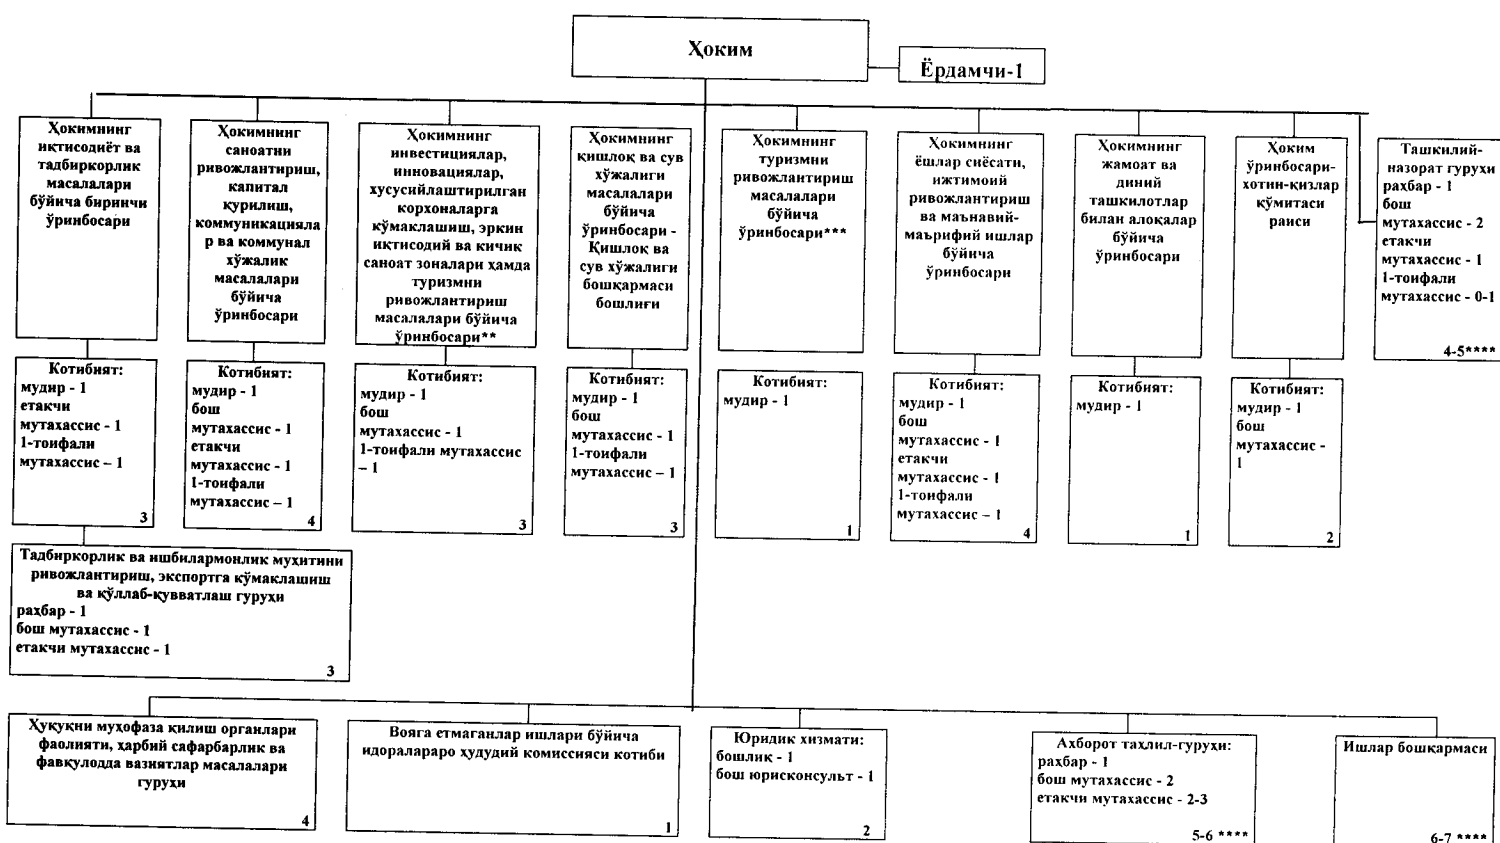 Ҳоким
Ёрдамчи-1
Ҳокимнинг
иқтисодиёт ва
тадбиркорлик
масалалари
бўйича биринчи
ўринбосари
Ҳокимнинг
саноатни
ривожлантириш,
капитал
қурилиш,
коммуникацияла
р ва коммунал
хўжалик
масалалари
бўйича
ўринбосари
Ҳокимнинг
инвестициялар,
инновациялар,
хусусийлаштирилган
корхоналарга
кўмаклашиш, эркин
иқтисодий ва кичик
саноат зоналари ҳамда
туризмни
ривожлантириш
масалалари бўйича
ўринбосари**
Ҳокимнинг
қишлоқ ва сув
хўжалиги
масалалари
бўйича
ўринбосари -
Қишлоқ ва
сув хўжалиги
бошқармаси
бошлиғи
Ҳокимнинг
туризмни
ривожлантириш
масалалари
бўйича
ўринбосари***
Ҳокимнинг
ёшлар сиёсати,
ижтимоий
ривожлантириш
ва маънавий-
маърифий ишлар
бўйича
ўринбосари
Ҳокимнинг
жамоат ва
диний
ташкилотлар
билан алоқалар
бўйича
ўринбосари
Ҳоким
ўринбосари-
хотин-қизлар
қўмитаси
раиси
Ташкилий-
назорат гуруҳи
раҳбар - 1
бош
мутахассис - 2
етакчи
мутахассис - 1
1-тоифали
мутахассис - 0-1
4-5****
Котибият:
мудир - 1
етакчи
мутахассис - 1
1-тоифали
мутахассис – 1
3
Котибият:
мудир - 1
бош
мутахассис - 1
етакчи
мутахассис - 1
1-тоифали
мутахассис – 1
4
Котибият:
мудир - 1
бош
мутахассис - 1
1-тоифали мутахассис
– 1
3
Котибият:
мудир - 1
бош
мутахассис - 1
1-тоифали
мутахассис – 1
3
Котибият:
мудир - 1
1
Котибият:
мудир - 1
бош
мутахассис - 1
етакчи
мутахассис - 1
1-тоифали
мутахассис – 1
4
Котибият:
мудир - 1
1
Котибият:
мудир - 1
бош
мутахассис -
1
2
Тадбиркорлик ва ишбилармонлик муҳитини
ривожлантириш, экспортга кўмаклашиш
ва қўллаб-қувватлаш гуруҳи
раҳбар - 1
бош мутахассис - 1
етакчи мутахассис - 1
3
Ҳуқуқни муҳофаза қилиш органлари
фаолияти, ҳарбий сафарбарлик ва
фавқулодда вазиятлар масалалари
гуруҳи
4
Вояга етмаганлар ишлари бўйича
идоралараро ҳудудий комиссияси котиби
1
Юридик хизмати:
бошлиқ - 1
бош юрисконсульт - 1
2
Ахборот таҳлил-гуруҳи:
раҳбар - 1
бош мутахассис - 2
етакчи мутахассис - 2-3
5-6 ****
Ишлар бошқармаси
6-7 ****